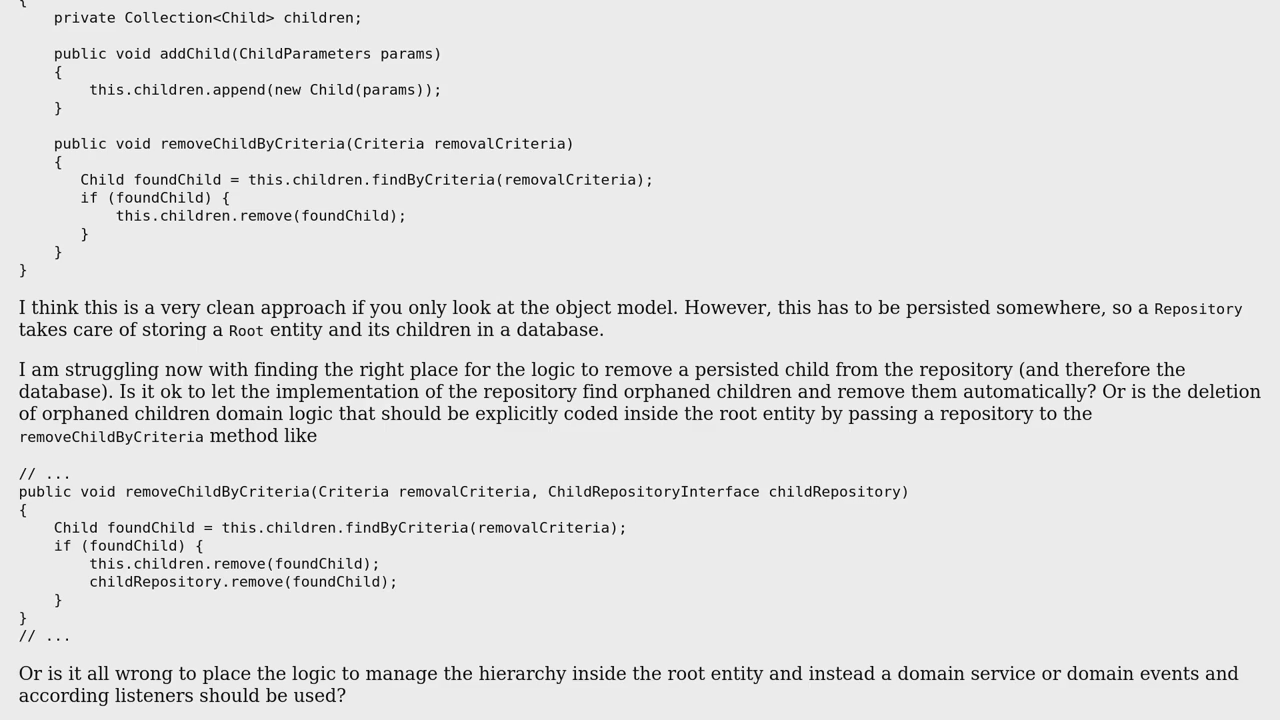 {
    private Collection<Child> children;
    public void addChild(ChildParameters params)
    {
        this.children.append(new Child(params));
    }
    public void removeChildByCriteria(Criteria removalCriteria)
    {
       Child foundChild = this.children.findByCriteria(removalCriteria);
       if (foundChild) {
           this.children.remove(foundChild);
       }
    }
}
I think this is a very clean approach if you only look at the object model. However, this has to be persisted somewhere, so a Repository
takes care of storing a Root entity and its children in a database.
I am struggling now with finding the right place for the logic to remove a persisted child from the repository (and therefore the
database). Is it ok to let the implementation of the repository find orphaned children and remove them automatically? Or is the deletion
of orphaned children domain logic that should be explicitly coded inside the root entity by passing a repository to the
removeChildByCriteria method like
// ...
public void removeChildByCriteria(Criteria removalCriteria, ChildRepositoryInterface childRepository)
{
    Child foundChild = this.children.findByCriteria(removalCriteria);
    if (foundChild) {
        this.children.remove(foundChild);
        childRepository.remove(foundChild);
    }
}
// ...
Or is it all wrong to place the logic to manage the hierarchy inside the root entity and instead a domain service or domain events and
according listeners should be used?